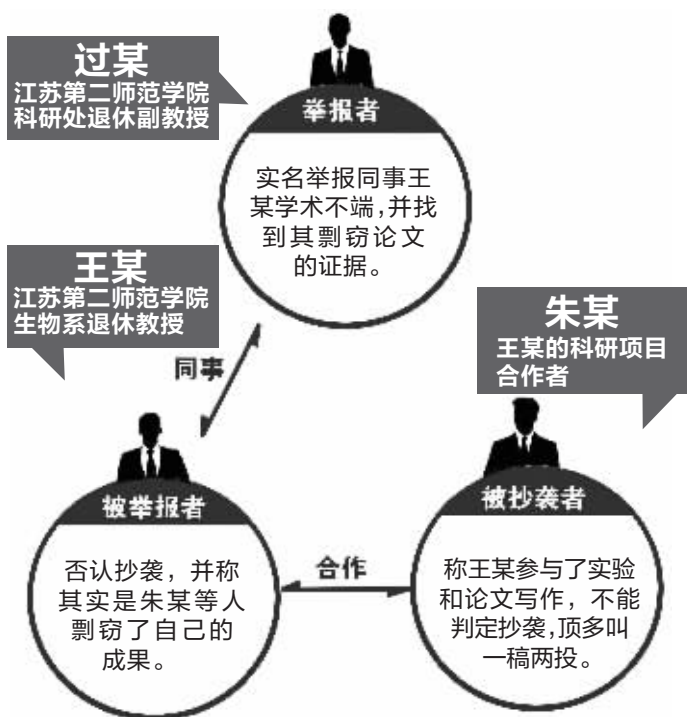 过某
江苏第二师范学院
科研处退休副教授
举报者
实名举报同事王
某学术不端,并找
到其剽窃论文
的证据。
王某
江苏第二师范学院
生物系退休教授
同事
朱某
王某的科研项目
合作者
被举报者
否认抄袭，并称
其实是朱某等人
剽窃了自己的
成果。
合作
被抄袭者
称王某参与了实验
和论文写作，不能
判定抄袭,顶多叫
一稿两投。